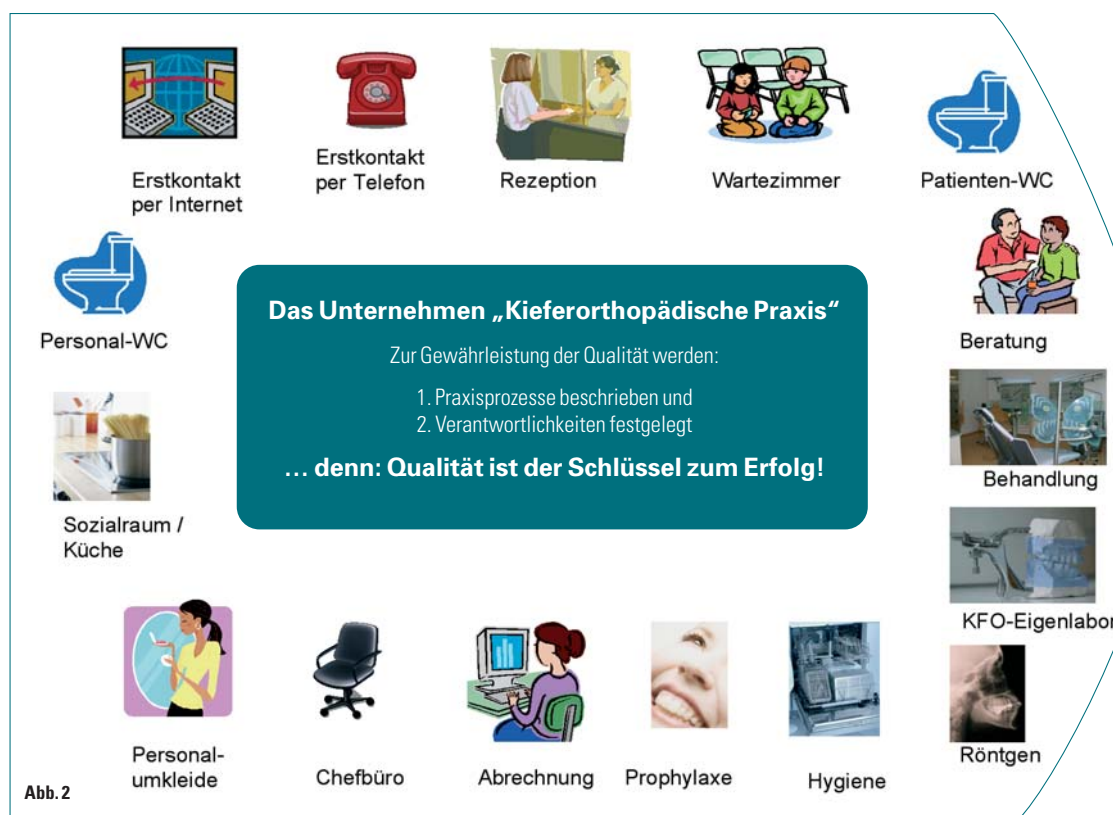 Erstkontakt
per Internet
Erstkontakt
per Telefon
Rezeption
Wartezimmer
Patienten-WC
Personal-WC
Das Unternehmen „Kieferorthopädische Praxis“
Zur Gewährleistung der Qualität werden:
1. Praxisprozesse beschrieben und
2. Verantwortlichkeiten festgelegt
... denn: Qualität ist der Schlüssel zum Erfolg!
Beratung
Behandlung
Sozialraum /
Küche
KFO-Eigenlabor
Röntgen
Personal-
umkleide
Chefbüro
Abrechnung
Prophylaxe
Hygiene
Abb. 2